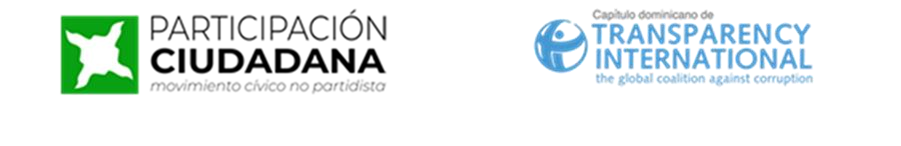 PARTICIPACIÓN
CIUDADANA
movimiento cívico no partidista
Capítulo dominicano de
TRANSPARENCY
INTERNATIONAL
the global coalition against corruption